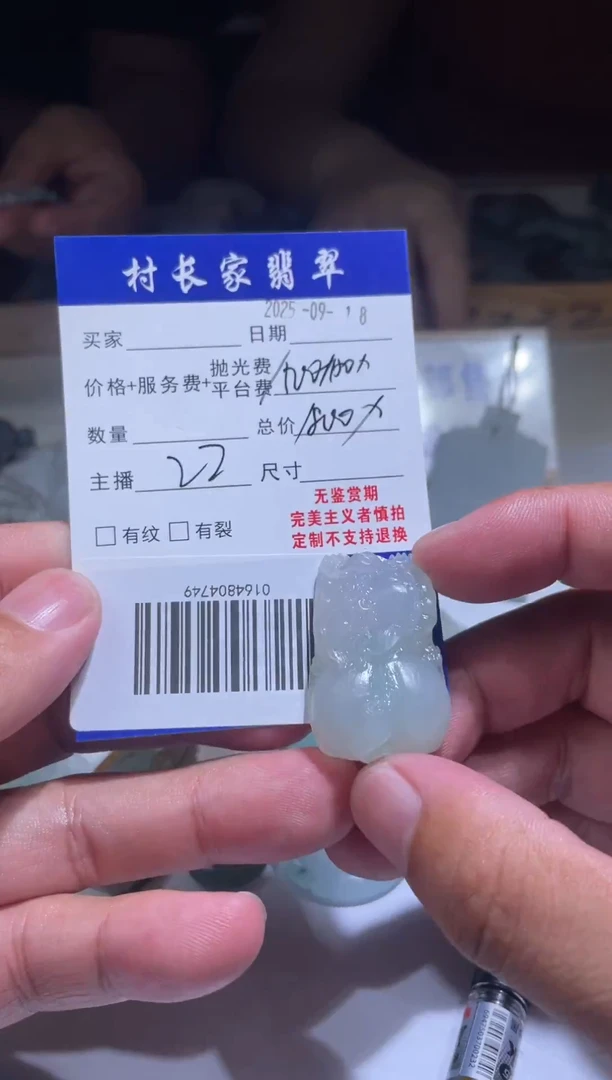 村长家翡翠
2025-09-18
买家 日期
抛光费
价格+服务费+平台费
数量 总价
主播 22 尺寸
无鉴赏期
完美主义者慎拍
□有纹 □有裂 定制不支持退换
0164804749